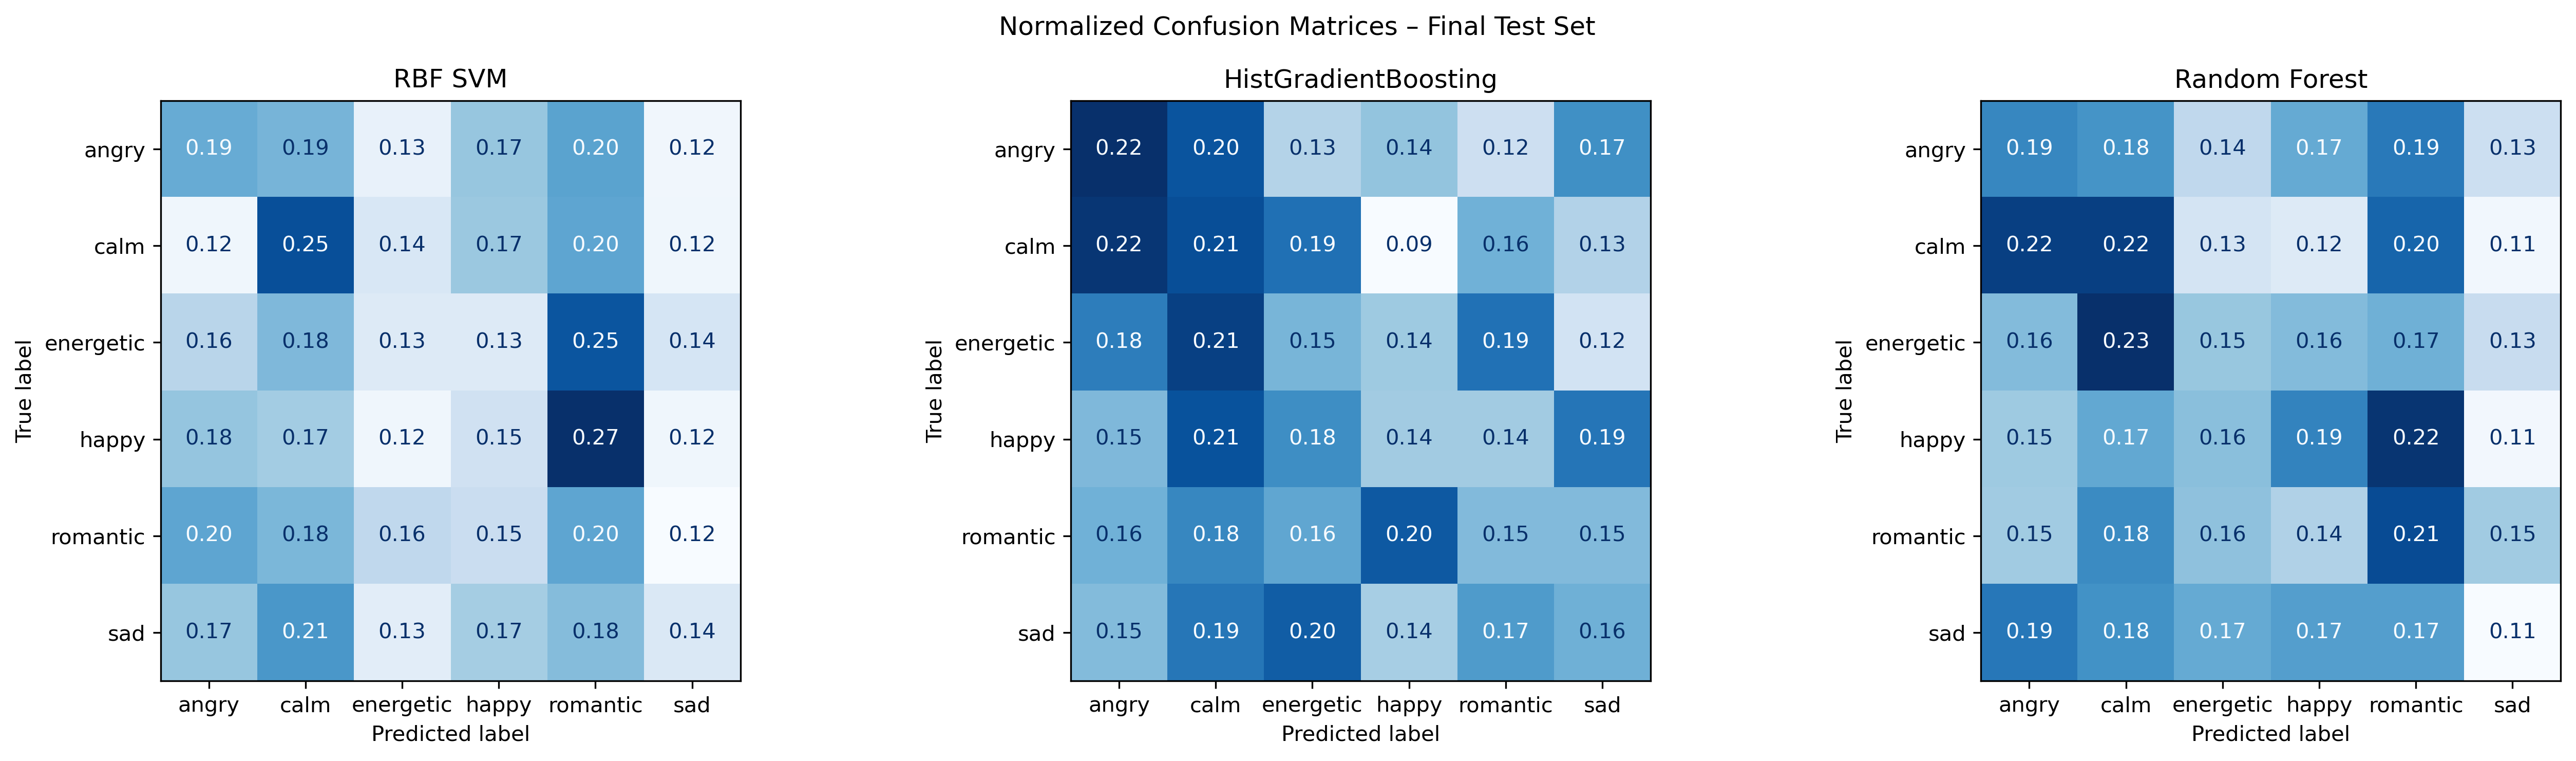 Normalized Confusion Matrices – Final Test Set
RBF SVM
True label
angry 0.19 0.19 0.13 0.17 0.20 0.12
calm 0.12 0.25 0.14 0.17 0.20 0.12
energetic 0.16 0.18 0.13 0.13 0.25 0.14
happy 0.18 0.17 0.12 0.15 0.27 0.12
romantic 0.20 0.18 0.16 0.15 0.20 0.12
sad 0.17 0.21 0.13 0.17 0.18 0.14
angry calm energetic happy romantic sad
Predicted label
HistGradientBoosting
True label
angry 0.22 0.20 0.13 0.14 0.12 0.17
calm 0.22 0.21 0.19 0.09 0.16 0.13
energetic 0.18 0.21 0.15 0.14 0.19 0.12
happy 0.15 0.21 0.18 0.14 0.14 0.19
romantic 0.16 0.18 0.16 0.20 0.15 0.15
sad 0.15 0.19 0.20 0.14 0.17 0.16
angry calm energetic happy romantic sad
Predicted label
Random Forest
True label
angry 0.19 0.18 0.14 0.17 0.19 0.13
calm 0.22 0.22 0.13 0.12 0.20 0.11
energetic 0.16 0.23 0.15 0.16 0.17 0.13
happy 0.15 0.17 0.16 0.19 0.22 0.11
romantic 0.15 0.18 0.16 0.14 0.21 0.15
sad 0.19 0.18 0.17 0.17 0.17 0.11
angry calm energetic happy romantic sad
Predicted label